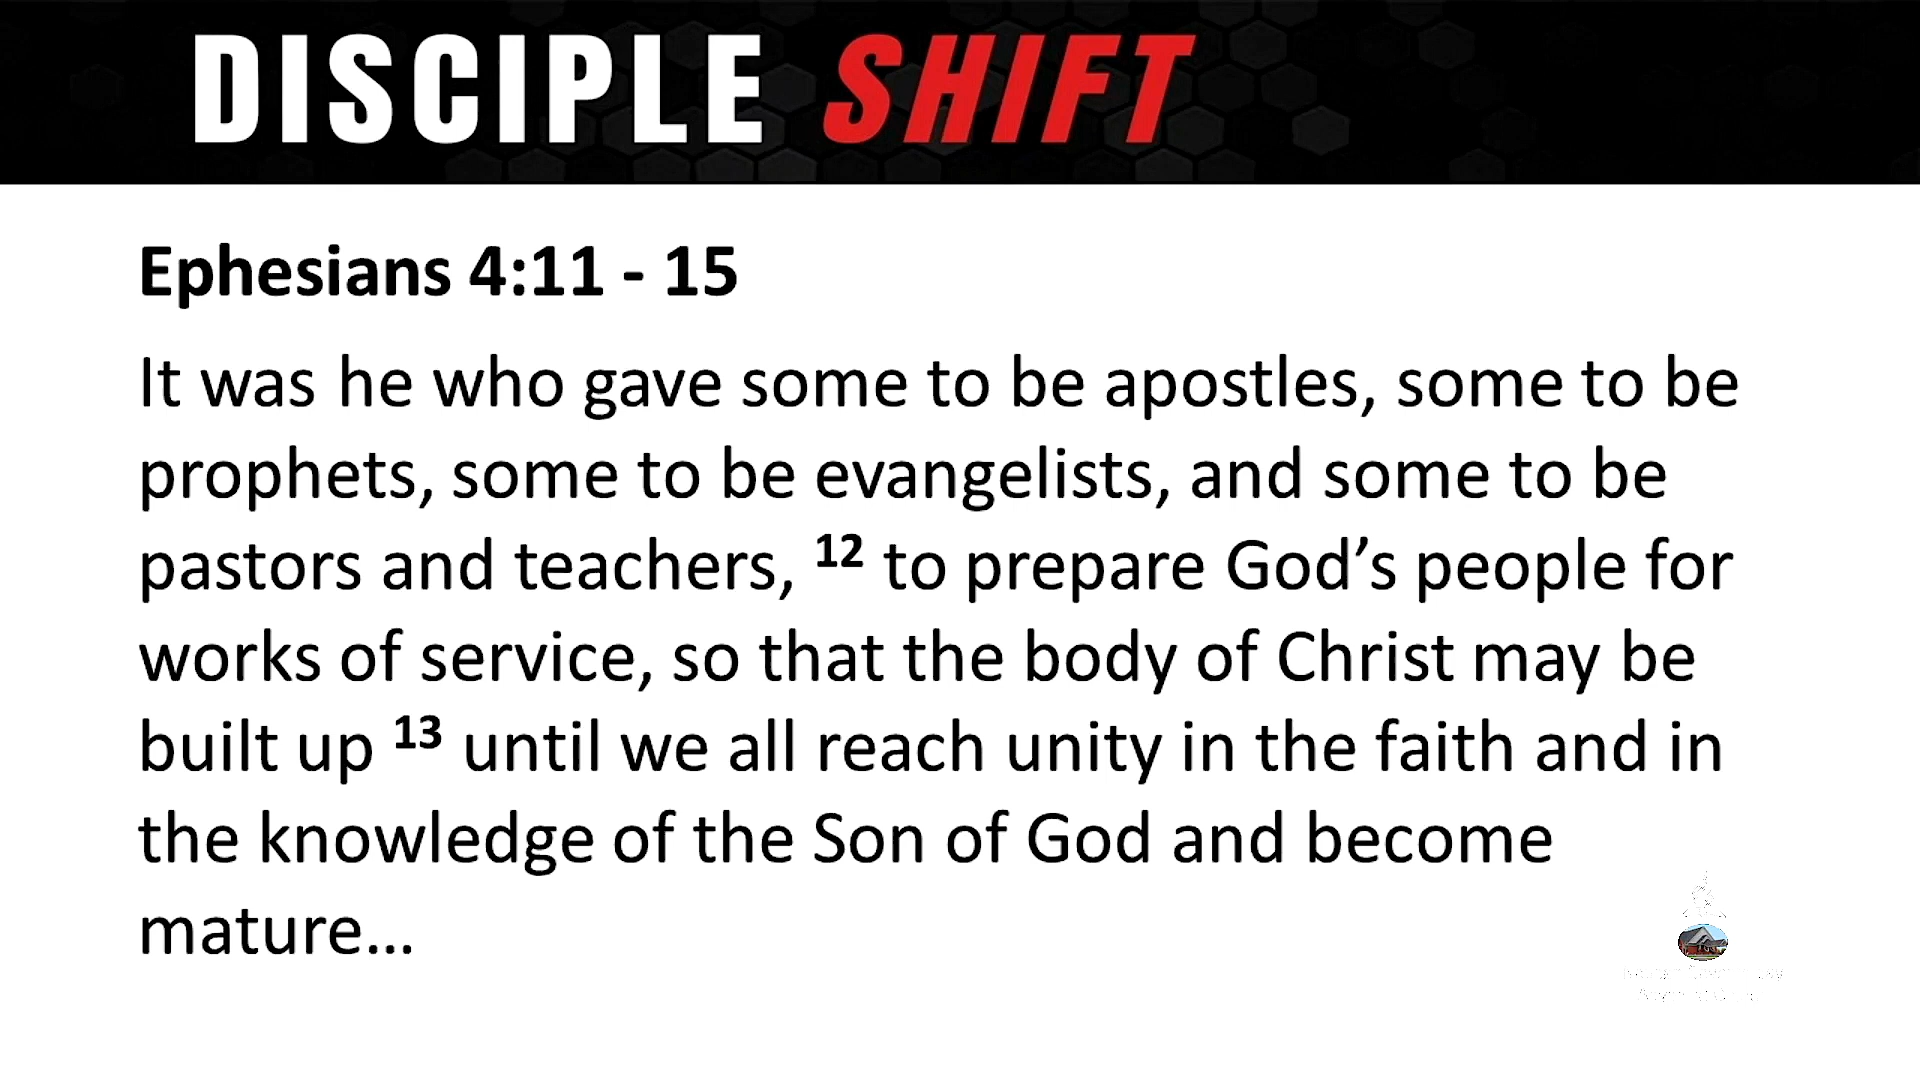 DISCIPLE SHIFT
Ephesians 4:11 - 15
It was he who gave some to be apostles, some to be
prophets, some to be evangelists, and some to be
pastors and teachers, 12 to prepare God’s people for
works of service, so that the body of Christ may be
built up 13 until we all reach unity in the faith and in
the knowledge of the Son of God and become
mature…